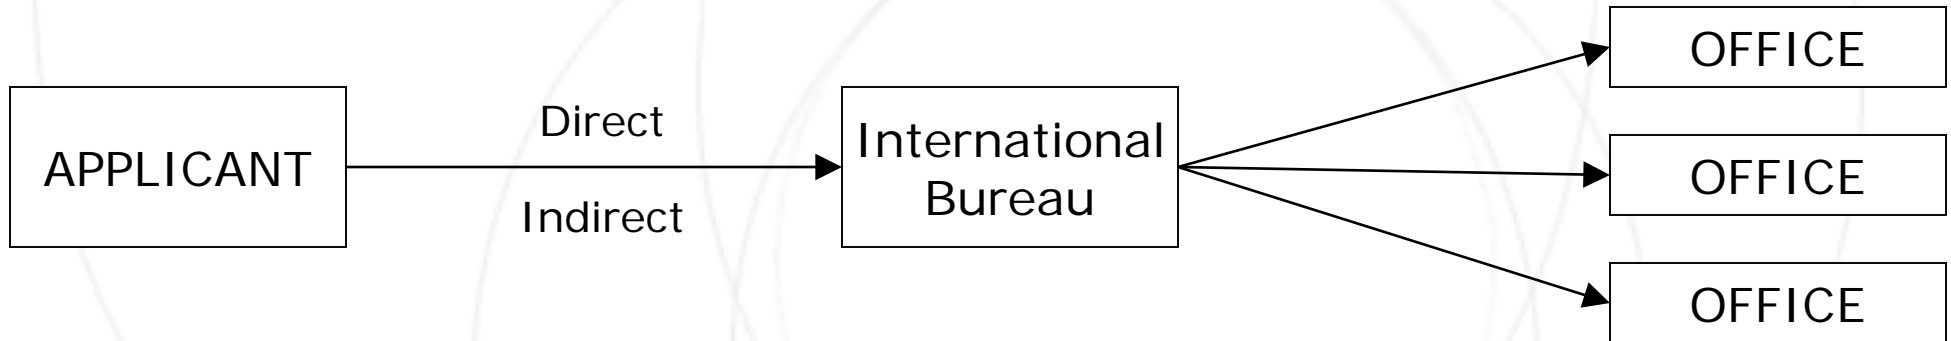 APPLICANT
Direct
Indirect
International
Bureau
OFFICE
OFFICE
OFFICE